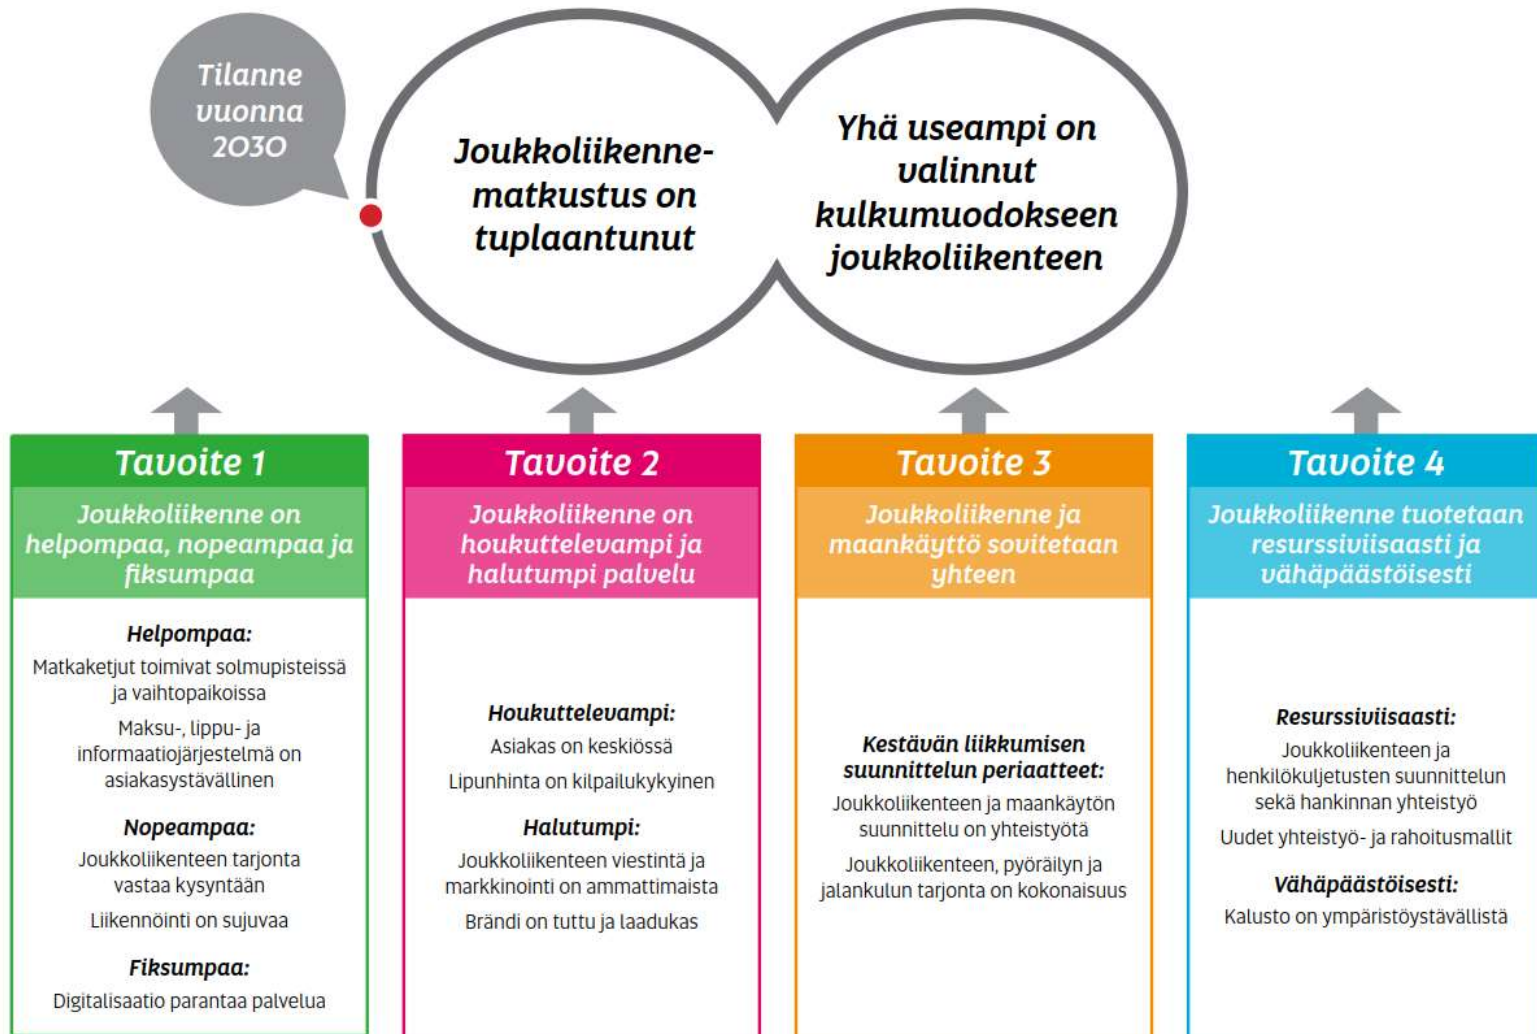 Tilanne
vuonna
2030
Joukkoliikenne-
matkustus on
tuplaantunut
Yhä useampi on
valinnut
kulkumuodokseen
joukkoliikenteen
Tavoite 1
Joukkoliikenne on
helpompaa, nopeampaa ja
fiksumpaa
Helpompaa:
Matkaketjut toimivat solmupisteissä
ja vaihtopaikoissa
Maksu-, lippu- ja
informaatiojärjestelmä on
asiakasystävällinen
Nopeampaa:
Joukkoliikenteen tarjonta
vastaa kysyntään
Liikennöinti on sujuvaa
Fiksumpaa:
Digitalisaatio parantaa palvelua
Tavoite 2
Joukkoliikenne on
houkuttelevampi ja
halutumpi palvelu
Houkuttelevampi:
Asiakas on keskiössä
Lipunhinta on kilpailukykyinen
Halutumpi:
Joukkoliikenteen viestintä ja
markkinointi on ammattimaista
Brändi on tuttu ja laadukas
Tavoite 3
Joukkoliikenne ja
maankäyttö sovitetaan
yhteen
Kestävän liikkumisen
suunnittelun periaatteet:
Joukkoliikenteen ja maankäytön
suunnittelu on yhteistyötä
Joukkoliikenteen, pyöräilyn ja
jalankulun tarjonta on kokonaisuus
Tavoite 4
Joukkoliikenne tuotetaan
resurssiviisaasti ja
vähäpäästöisesti
Resurssiviisaasti:
Joukkoliikenteen ja
henkilökuljetusten suunnittelun
sekä hankinnan yhteistyö
Uudet yhteistyö- ja rahoitusmallit
Vähäpäästöisesti:
Kalusto on ympäristöystävällistä